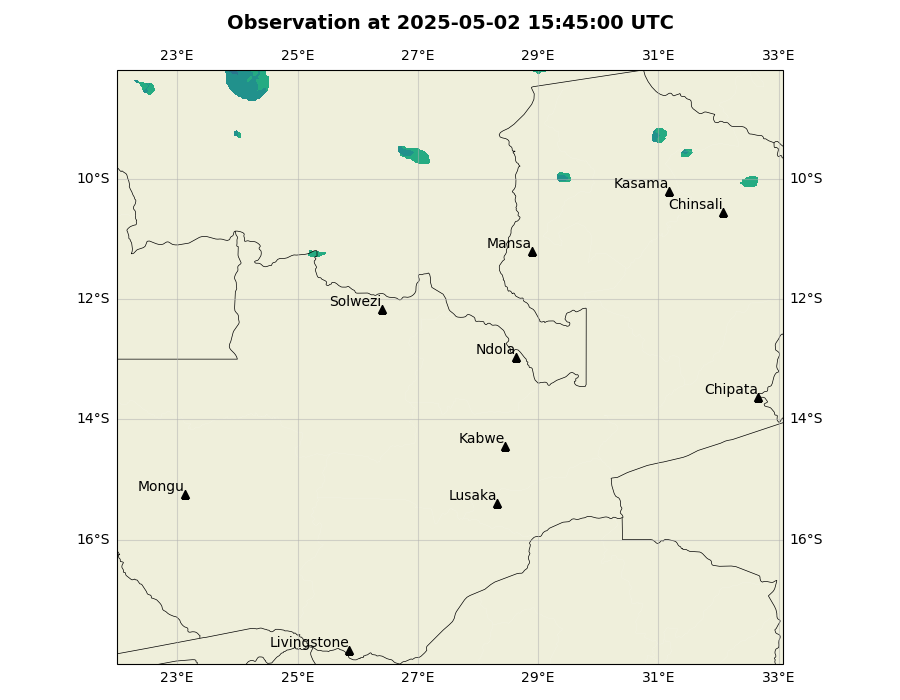 Observation at 2025-05-02 15:45:00 UTC
23°E 25°E 27°E 29°E 31°E 33°E
10°S 10°S
Kasama
Chinsali
Mansa
12°S 12°S
Solwezi
Ndola
Chipata
14°S 14°S
Kabwe
Mongu
Lusaka
16°S 16°S
Livingstone
23°E 25°E 27°E 29°E 31°E 33°E